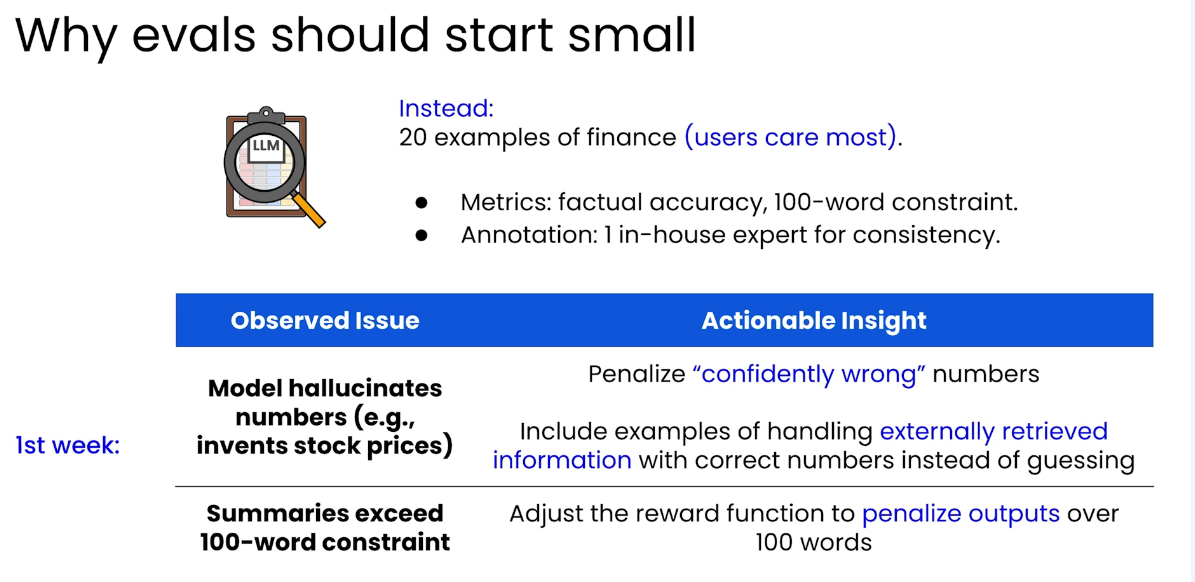 Why evals should start small
LLM
Instead:
20 examples of finance (users care most).
● Metrics: factual accuracy, 100-word constraint.
● Annotation: 1 in-house expert for consistency.
Observed Issue
Actionable Insight
1st week:
Model hallucinates
numbers (e.g.,
invents stock prices)
Penalize “confidently wrong” numbers
Include examples of handling externally retrieved
information with correct numbers instead of guessing
Summaries exceed
100-word constraint
Adjust the reward function to penalize outputs over
100 words